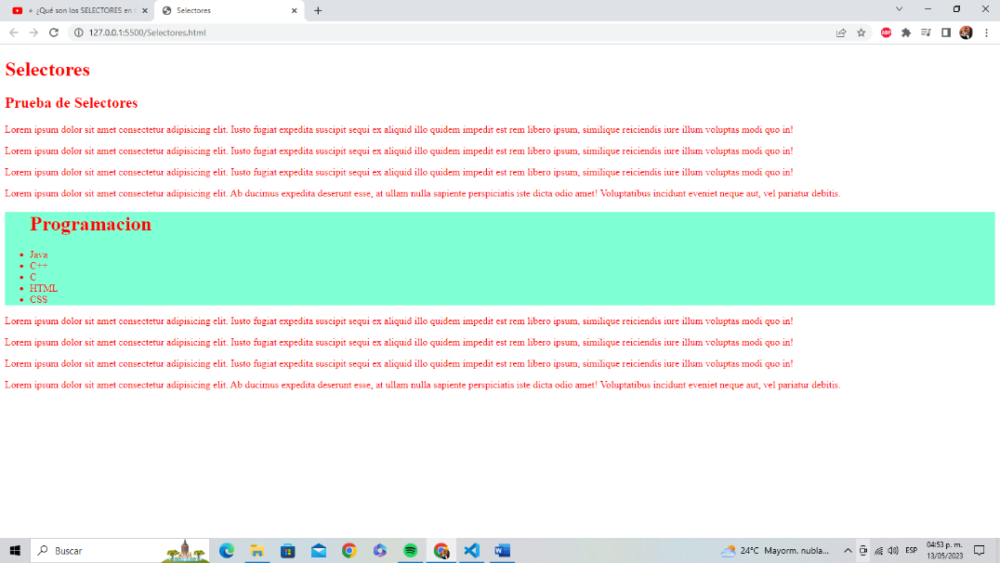 ¿Qué son los SELECTORES en
Selectores
127.0.0.1:5500/Selectores.html
ABP
Selectores
Prueba de Selectores
Lorem ipsum dolor sit amet consectetur adipisicing elit. Iusto fugiat expedita suscipit sequi ex aliquid illo quidem impedit est rem libero ipsum, similique reiciendis iure illum voluptas modi quo in!
Lorem ipsum dolor sit amet consectetur adipisicing elit. Iusto fugiat expedita suscipit sequi ex aliquid illo quidem impedit est rem libero ipsum, similique reiciendis iure illum voluptas modi quo in!
Lorem ipsum dolor sit amet consectetur adipisicing elit. Iusto fugiat expedita suscipit sequi ex aliquid illo quidem impedit est rem libero ipsum, similique reiciendis iure illum voluptas modi quo in!
Lorem ipsum dolor sit amet consectetur adipisicing elit. Ab ducimus expedita deserunt esse, at ullam nulla sapiente perspiciatis iste dicta odio amet! Voluptatibus incidunt eveniet neque aut, vel pariatur debitis.
Programacion
• Java
• C++
• C
• HTML
• CSS
Lorem ipsum dolor sit amet consectetur adipisicing elit. Iusto fugiat expedita suscipit sequi ex aliquid illo quidem impedit est rem libero ipsum, similique reiciendis iure illum voluptas modi quo in!
Lorem ipsum dolor sit amet consectetur adipisicing elit. Iusto fugiat expedita suscipit sequi ex aliquid illo quidem impedit est rem libero ipsum, similique reiciendis iure illum voluptas modi quo in!
Lorem ipsum dolor sit amet consectetur adipisicing elit. Iusto fugiat expedita suscipit sequi ex aliquid illo quidem impedit est rem libero ipsum, similique reiciendis iure illum voluptas modi quo in!
Lorem ipsum dolor sit amet consectetur adipisicing elit. Ab ducimus expedita deserunt esse, at ullam nulla sapiente perspiciatis iste dicta odio amet! Voluptatibus incidunt eveniet neque aut, vel pariatur debitis.
Buscar
24°C Mayorm. nubla...
ESP
04:53 p. m.
13/05/2023